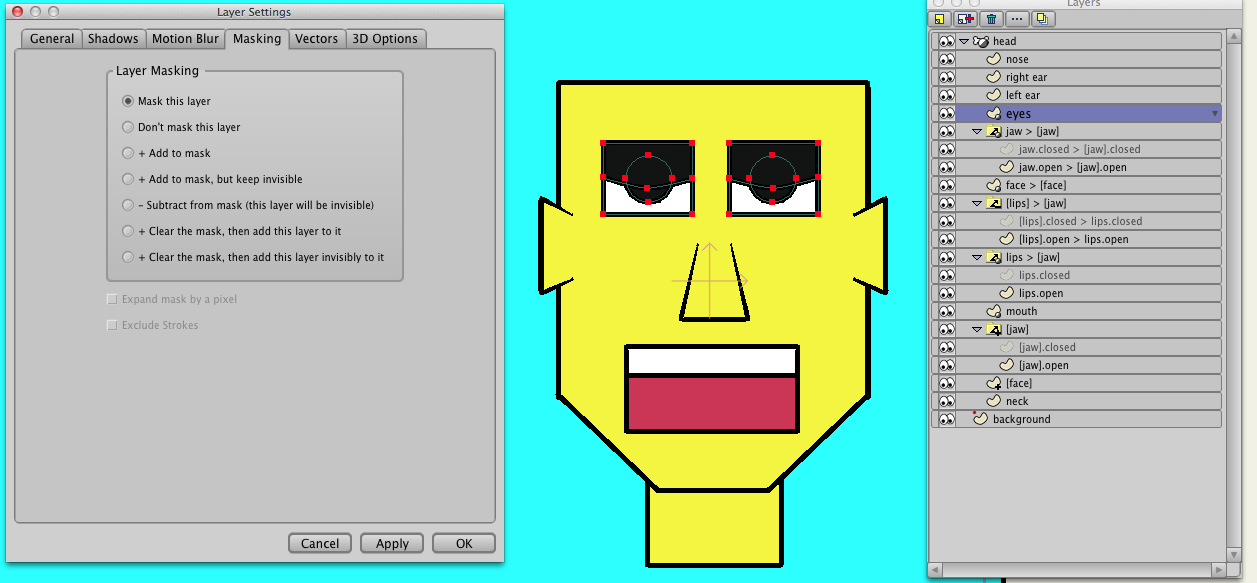 Layer Settings
General Shadows Motion Blur Masking Vectors 3D Options
Layer Masking
Mask this layer
Don't mask this layer
+ Add to mask
+ Add to mask, but keep invisible
− Subtract from mask (this layer will be invisible)
+ Clear the mask, then add this layer to it
+ Clear the mask, then add this layer invisibly to it
Expand mask by a pixel
Exclude Strokes
Cancel Apply OK
Layers
head
nose
right ear
left ear
eyes
jaw > [jaw]
jaw.closed > [jaw].closed
jaw.open > [jaw].open
face > [face]
[lips] > [jaw]
[lips].closed > lips.closed
[lips].open > lips.open
lips > [jaw]
lips.closed
lips.open
mouth
[jaw]
[jaw].closed
[jaw].open
[face]
neck
background